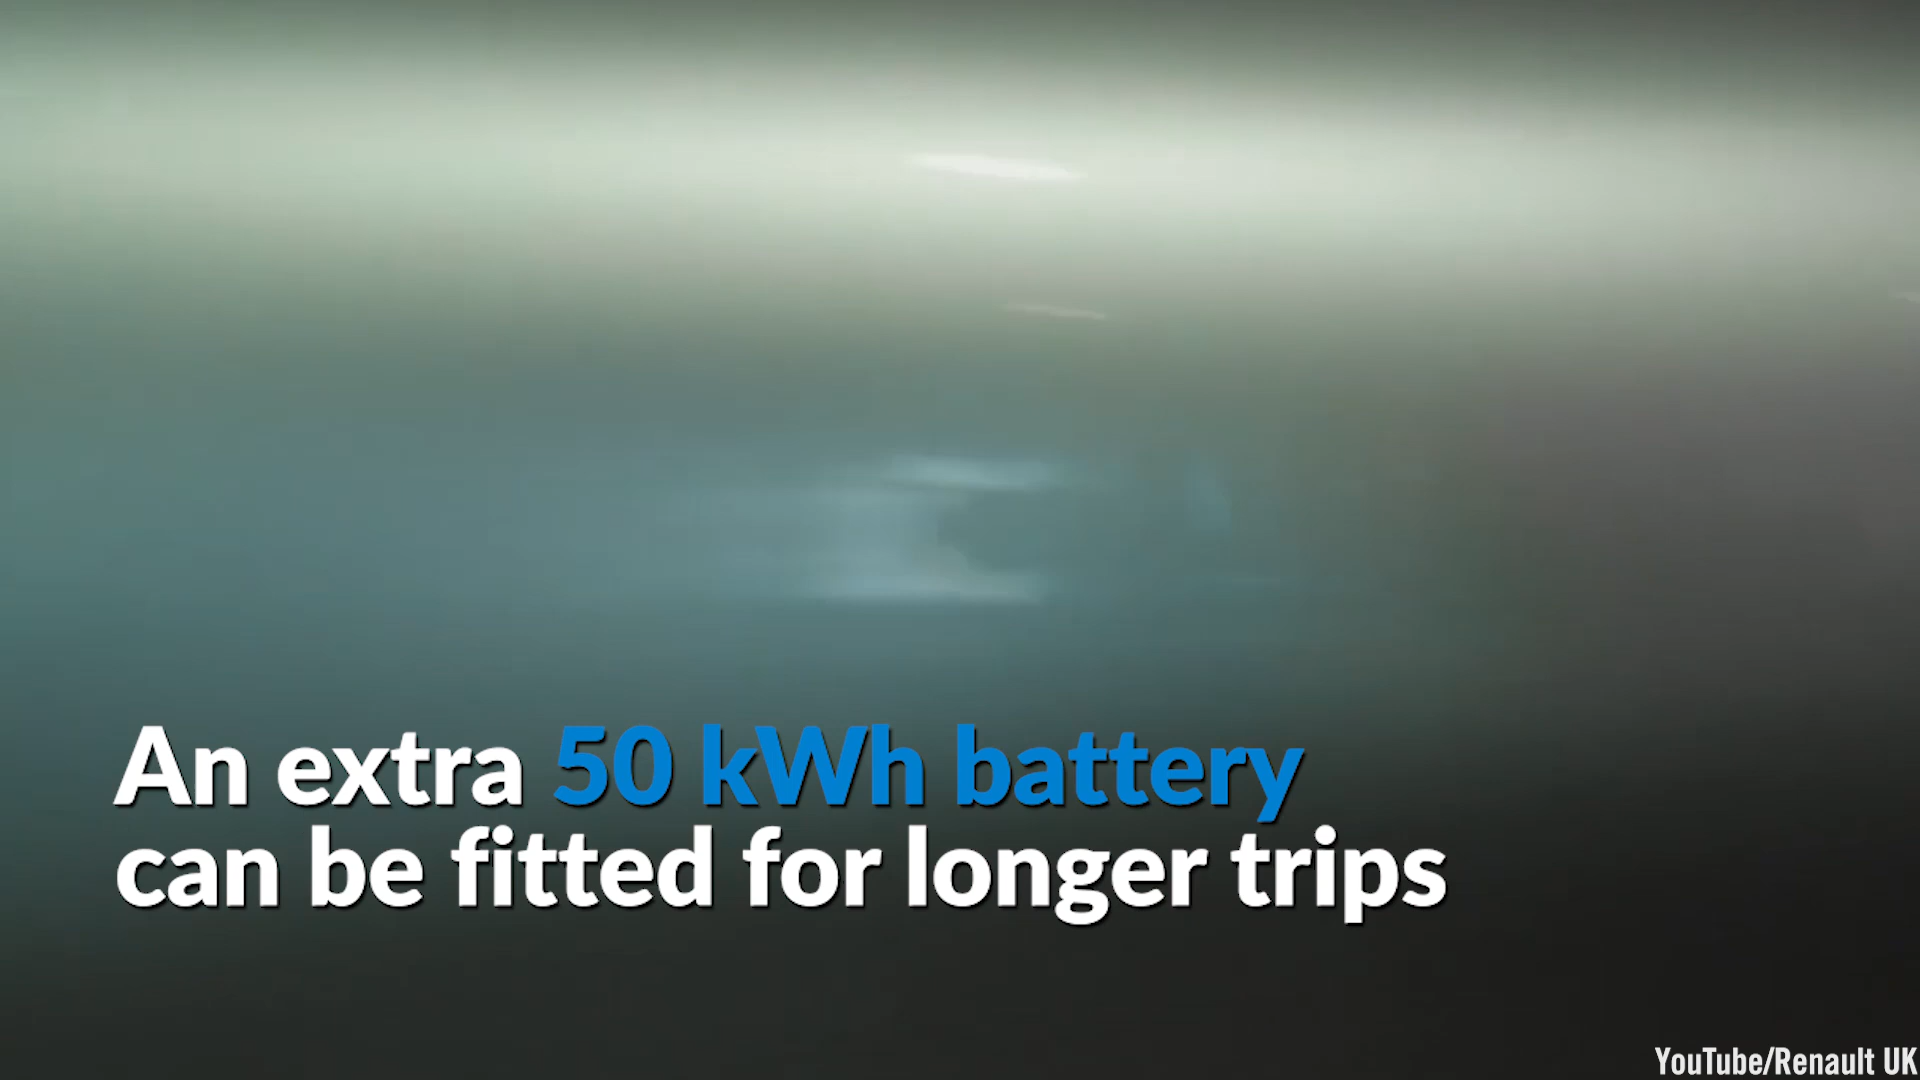 An extra 50 kWh battery
can be fitted for longer trips
YouTube/Renault UK